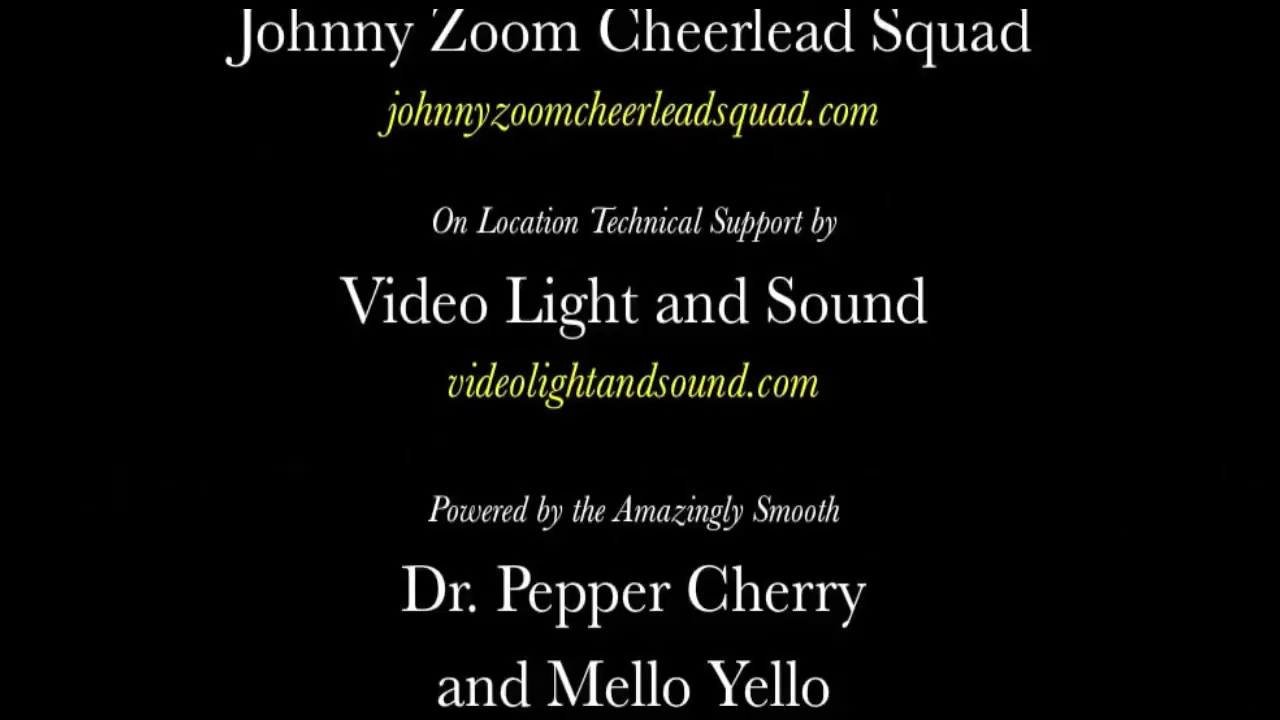 Johnny Zoom Cheerlead Squad
johnnyzoomcheerleadsquad.com
On Location Technical Support by
Video Light and Sound
videolightandsound.com
Powered by the Amazingly Smooth
Dr. Pepper Cherry
and Mello Yello